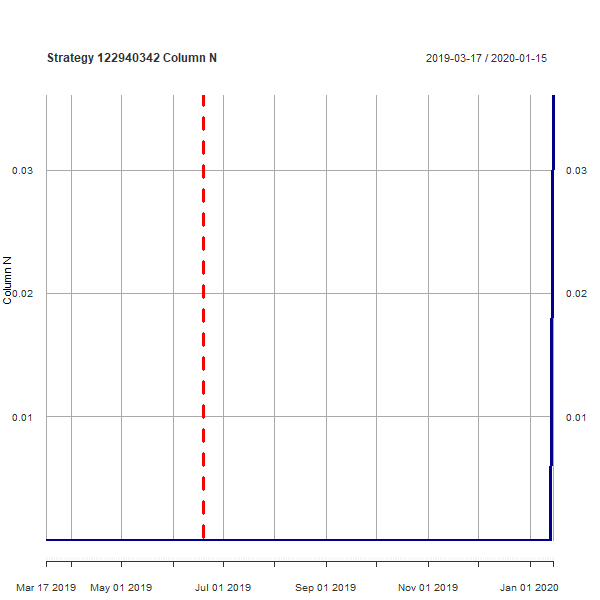 Strategy 122940342 Column N
2019-03-17 / 2020-01-15
Column N
0.03
0.03
0.02
0.02
0.01
0.01
Mar 17 2019
May 01 2019
Jul 01 2019
Sep 01 2019
Nov 01 2019
Jan 01 2020